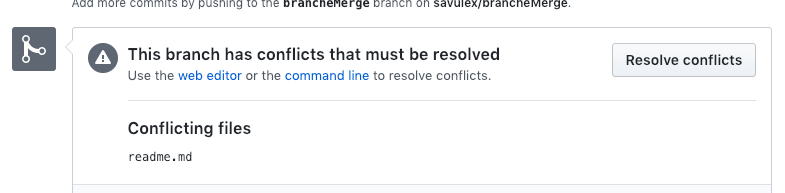 Add more commits by pushing to the brancheMerge branch on savulex/brancheMerge.
This branch has conflicts that must be resolved
Use the web editor or the command line to resolve conflicts.
Resolve conflicts
Conflicting files
readme.md